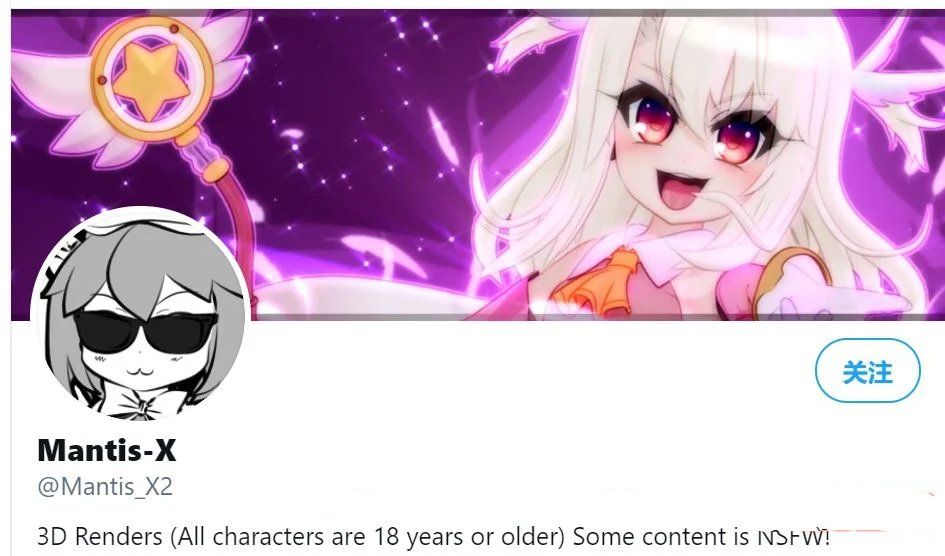 关注
Mantis-X
@Mantis_X2
3D Renders (All characters are 18 years or older) Some content is NSFW!